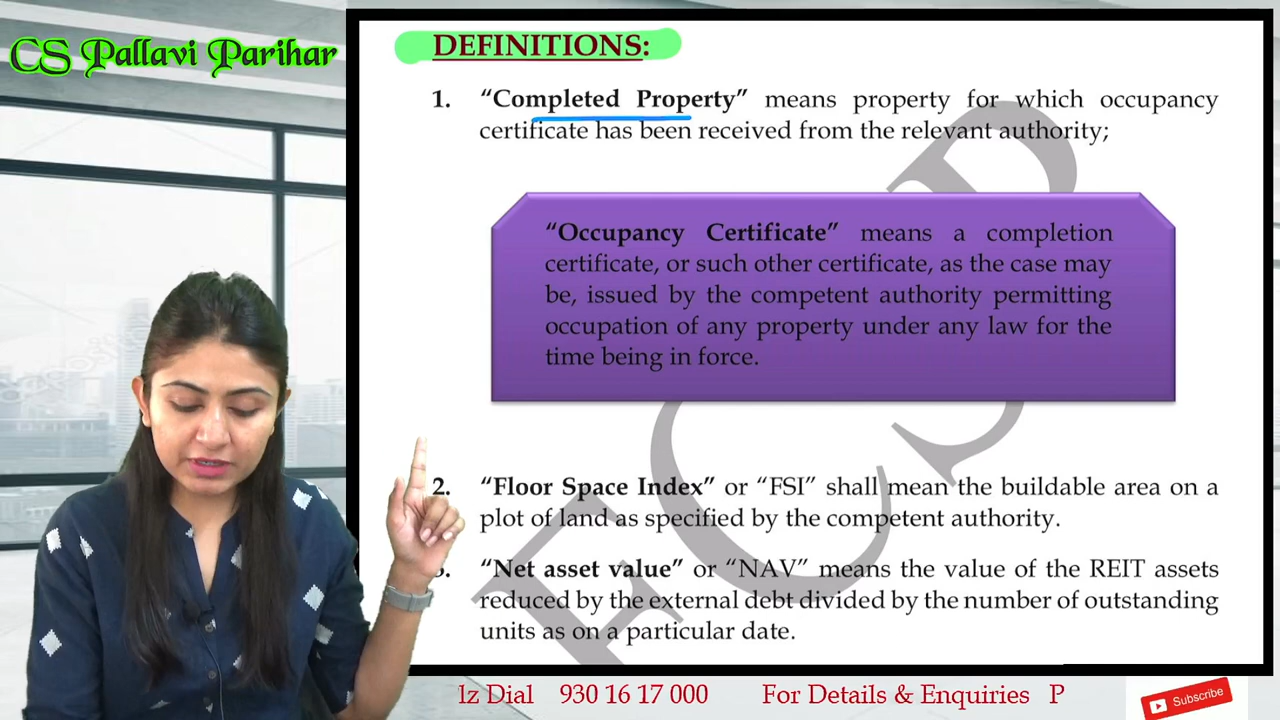 CS Pallavi Parihar
DEFINITIONS:
1. “Completed Property” means property for which occupancy
certificate has been received from the relevant authority;
“Occupancy Certificate” means a completion
certificate, or such other certificate, as the case may
be, issued by the competent authority permitting
occupation of any property under any law for the
time being in force.
2. “Floor Space Index” or “FSI” shall mean the buildable area on a
plot of land as specified by the competent authority.
“Net asset value” or “NAV” means the value of the REIT assets
reduced by the external debt divided by the number of outstanding
units as on a particular date.
lz Dial 930 16 17 000 For Details & Enquiries P
Subscribe